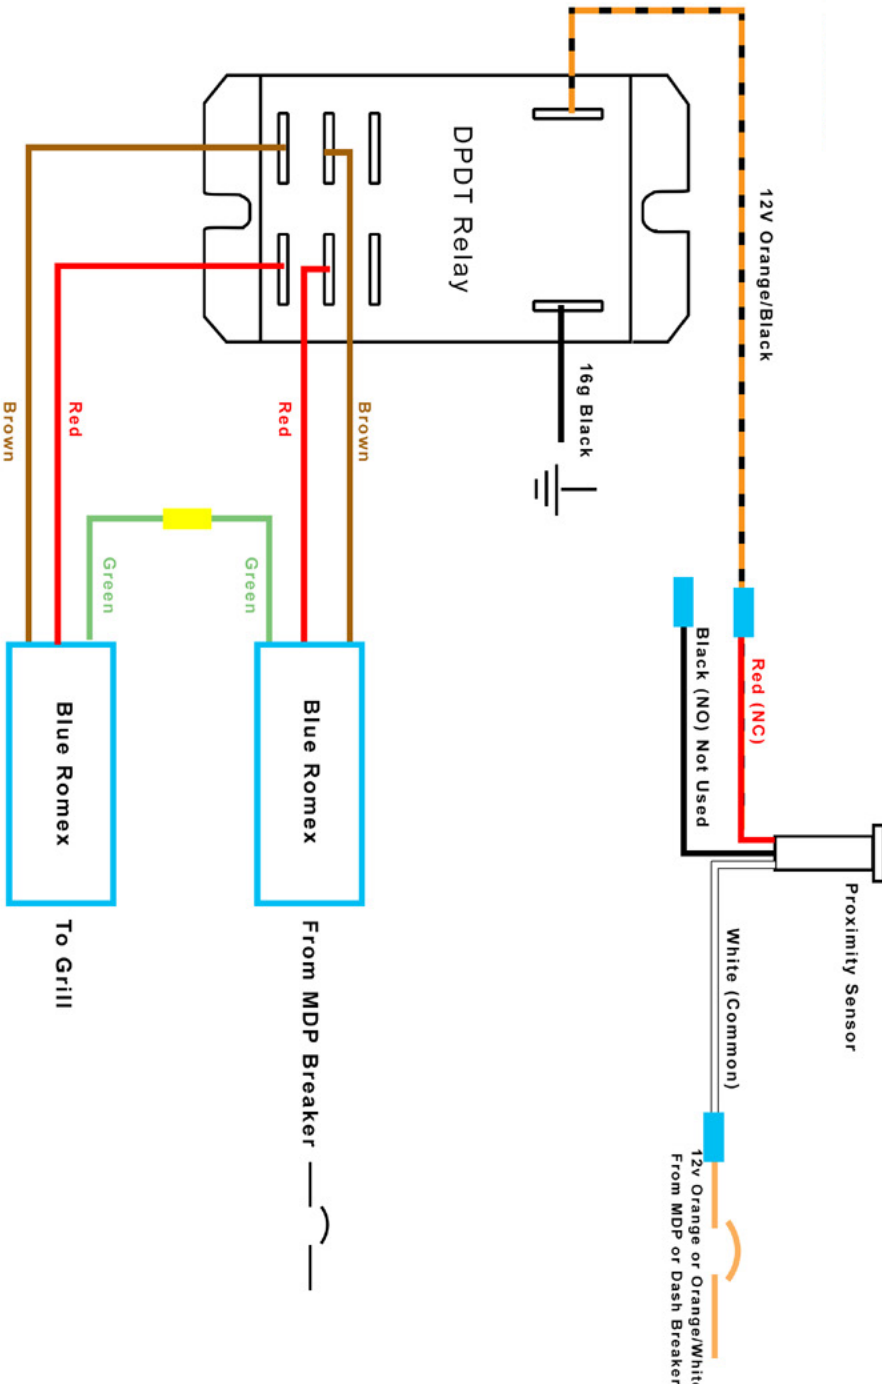 12V Orange/Black
DPDT Relay
16g Black
Brown
Red
Red
Brown
Green
Green
Blue Romex
To Grill
Blue Romex
From MDP Breaker
Red (NC)
Black (NO) Not Used
Proximity Sensor
White (Common)
12v Orange or Orange/White
From MDP or Dash Breaker